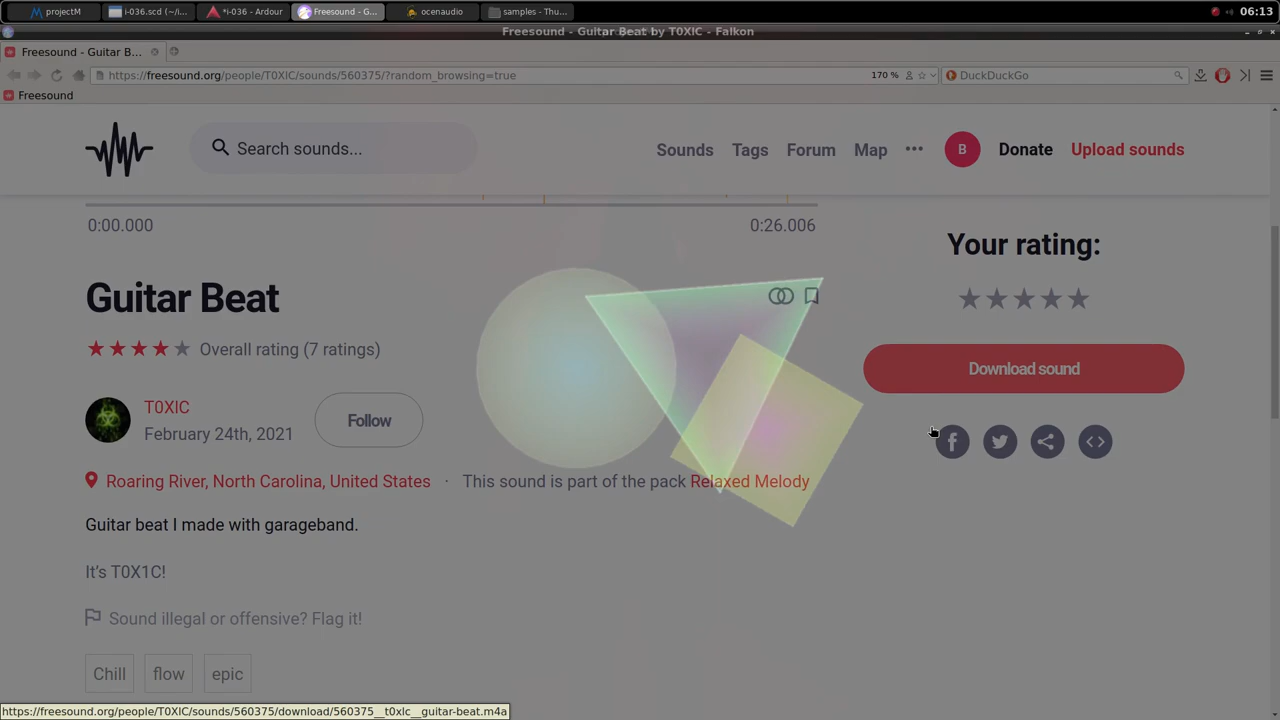 projectM
i-036.scd (~/i...
*i-036 - Ardour
Freesound - G...
ocenaudio
samples - Thu...
06:13
Freesound - Guitar Beat by T0XIC - Falkon
Freesound - Guitar B...
https://freesound.org/people/T0XIC/sounds/560375/?random_browsing=true
170 %
DuckDuckGo
Freesound
Search sounds...
Sounds
Tags
Forum
Map
B
Donate
Upload sounds
0:00.000
0:26.006
Your rating:
Guitar Beat
Overall rating (7 ratings)
Download sound
T0XIC
February 24th, 2021
Follow
Roaring River, North Carolina, United States · This sound is part of the pack Relaxed Melody
Guitar beat I made with garageband.
It's T0X1C!
Sound illegal or offensive? Flag it!
Chill
flow
epic
https://freesound.org/people/T0XIC/sounds/560375/download/560375__t0xic__guitar-beat.m4a